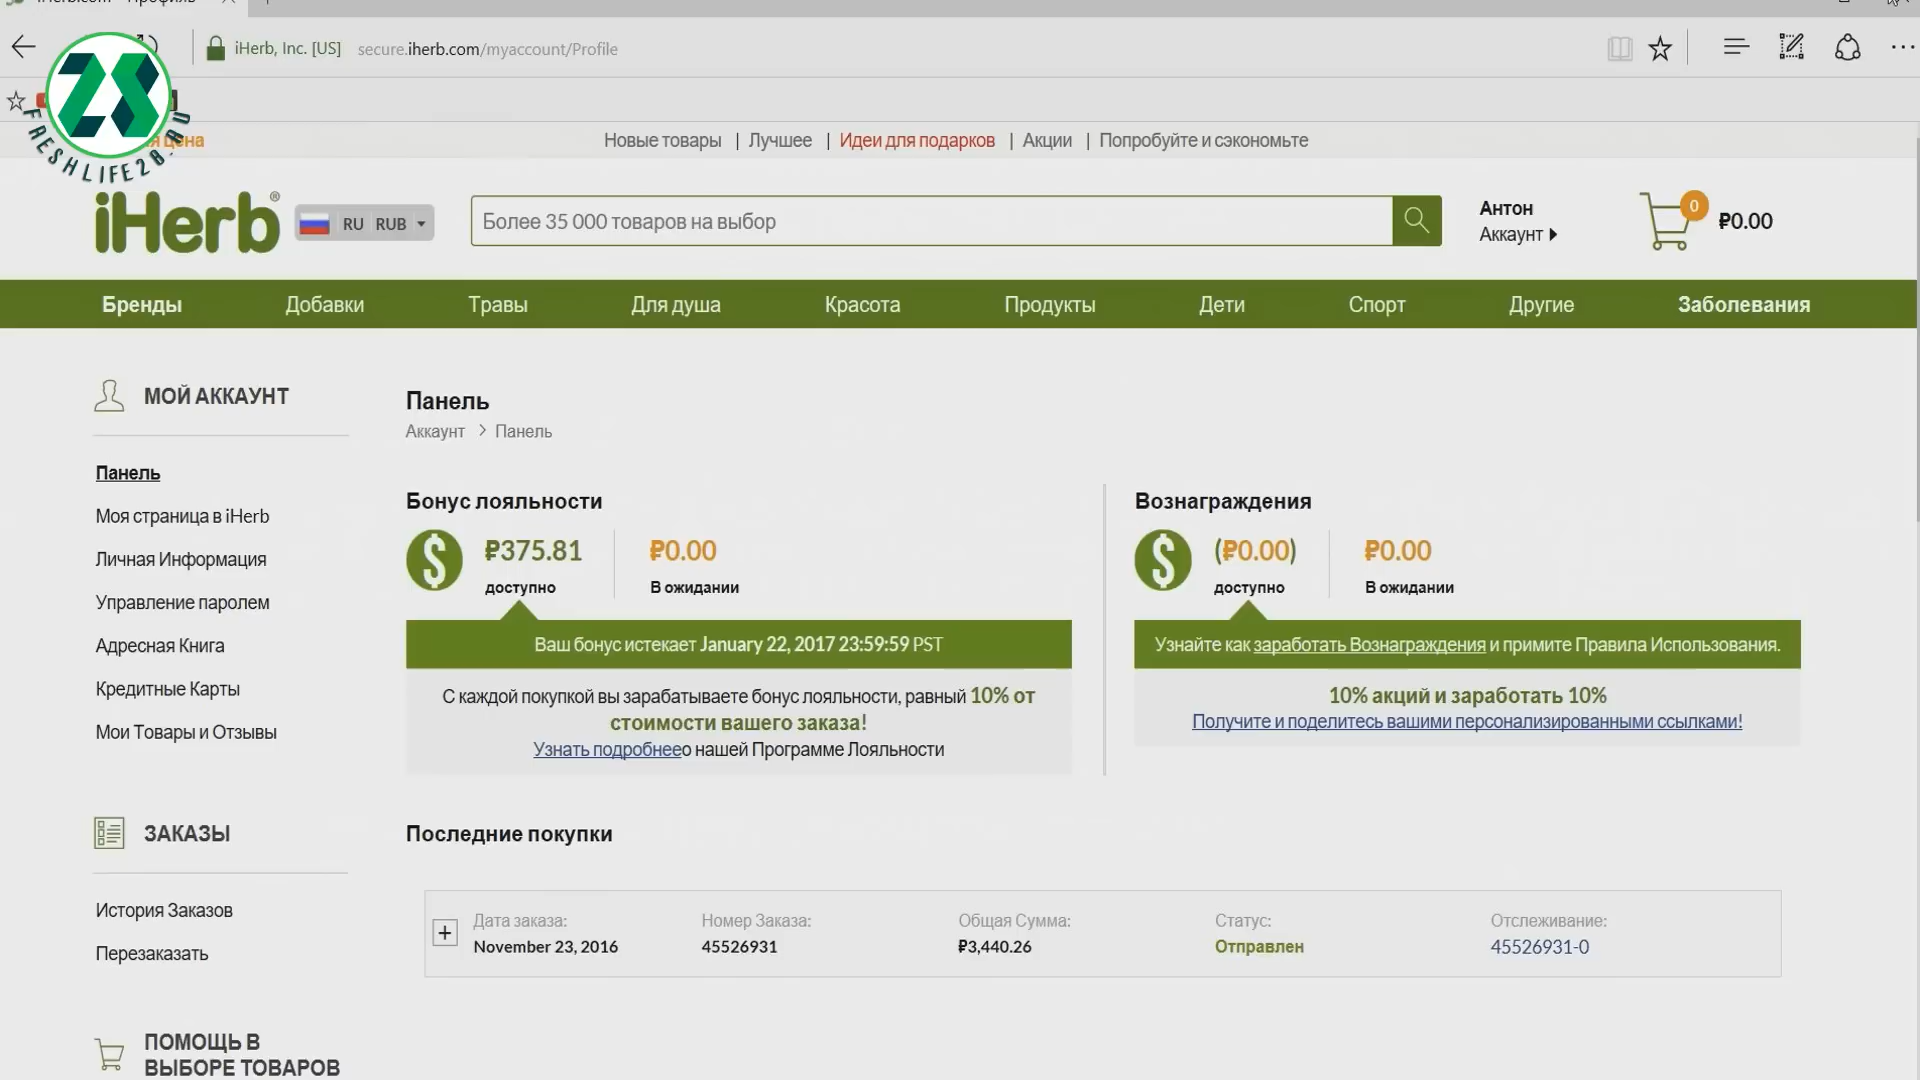 iHerb, Inc. [US] secure.iherb.com/myaccount/Profile
FRESHLIFE28.RU
цена
Новые товары | Лучшее | Идеи для подарков | Акции | Попробуйте и сэкономьте
iHerb®
RU RUB
Более 35 000 товаров на выбор
Антон
Аккаунт
0
₽0.00
Бренды Добавки Травы Для душа Красота Продукты Дети Спорт Другие Заболевания
МОЙ АККАУНТ
Панель
Моя страница в iHerb
Личная Информация
Управление паролем
Адресная Книга
Кредитные Карты
Мои Товары и Отзывы
ЗАКАЗЫ
История Заказов
Перезаказать
ПОМОЩЬ В
ВЫБОРЕ ТОВАРОВ
Панель
Аккаунт > Панель
Бонус лояльности
₽375.81
доступно
₽0.00
В ожидании
Ваш бонус истекает January 22, 2017 23:59:59 PST
С каждой покупкой вы зарабатываете бонус лояльности, равный 10% от
стоимости вашего заказа!
Узнать подробнеео нашей Программе Лояльности
Вознаграждения
(₽0.00)
доступно
₽0.00
В ожидании
Узнайте как заработать Вознаграждения и примите Правила Использования.
10% акций и заработать 10%
Получите и поделитесь вашими персонализированными ссылками!
Последние покупки
Дата заказа: Номер Заказа: Общая Сумма: Статус: Отслеживание:
November 23, 2016 45526931 ₽3,440.26 Отправлен 45526931-0